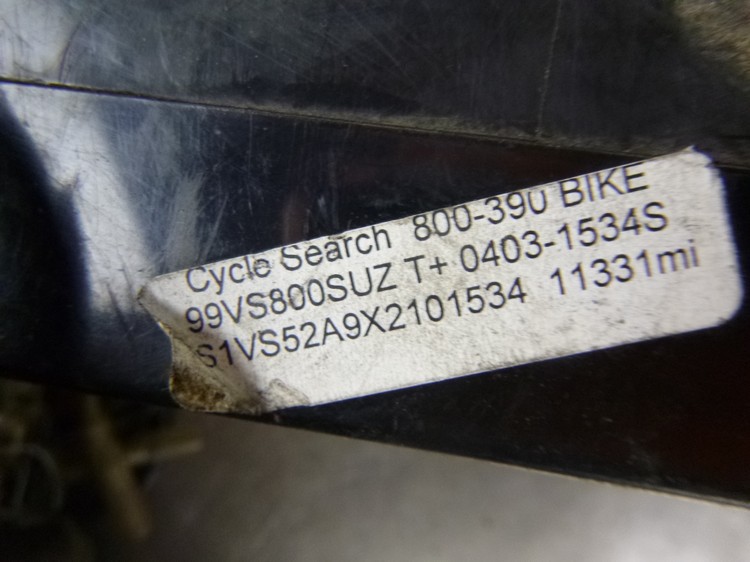 Cycle Search 800-390 BIKE
99VS800SUZ T+ 0403-1534S
S1VS52A9X2101534 11331mi